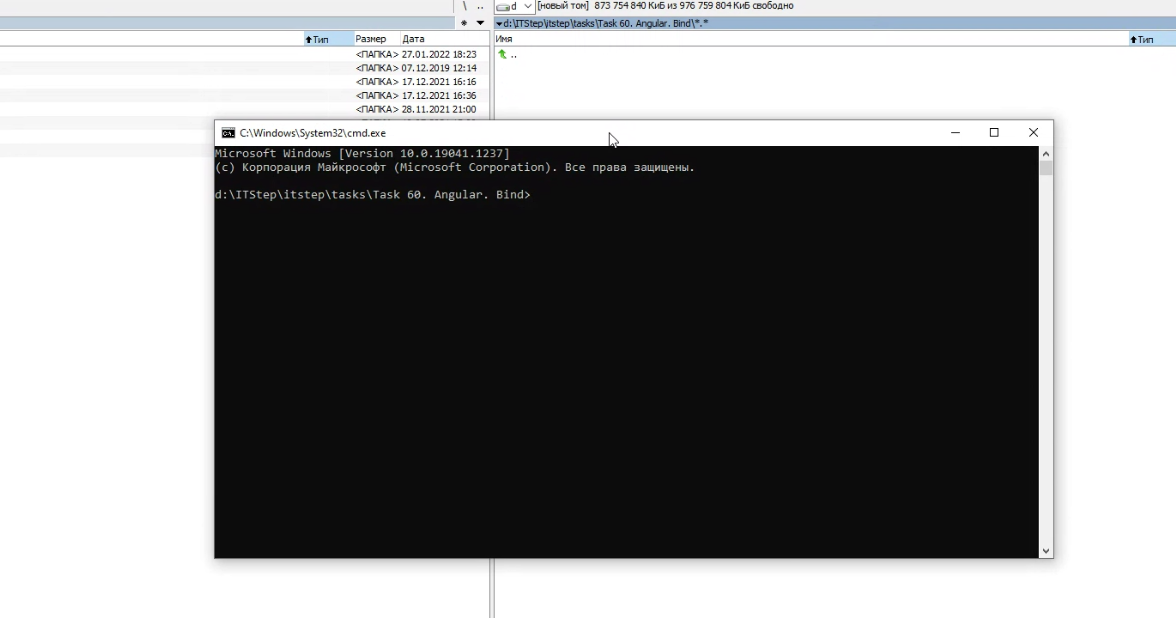 \ ..
d [новый том] 873 754 840 КиБ из 976 759 804 КиБ свободно
* ▼
▼d:\ITStep\itstep\tasks\Task 60. Angular. Bind\*.*
Тип Размер Дата
Имя Тип
<ПАПКА> 27.01.2022 18:23
..
<ПАПКА> 07.12.2019 12:14
<ПАПКА> 17.12.2021 16:16
<ПАПКА> 17.12.2021 16:36
<ПАПКА> 28.11.2021 21:00
C:\Windows\System32\cmd.exe
Microsoft Windows [Version 10.0.19041.1237]
(c) Корпорация Майкрософт (Microsoft Corporation). Все права защищены.
d:\ITStep\itstep\tasks\Task 60. Angular. Bind>